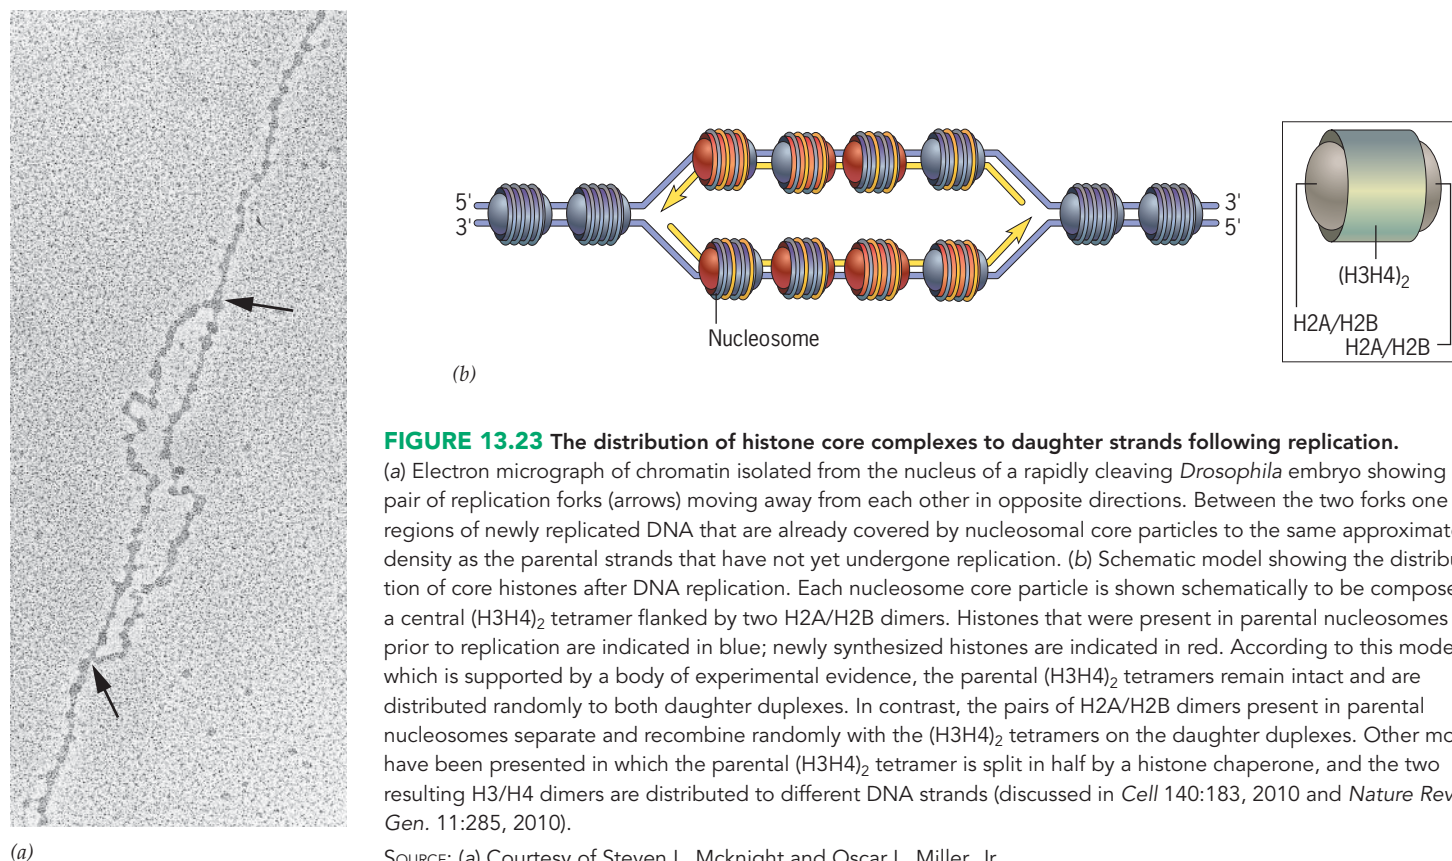 5'
3'
3'
5'
Nucleosome
(H3H4)2
H2A/H2B
H2A/H2B
(b)
FIGURE 13.23 The distribution of histone core complexes to daughter strands following replication.
(a) Electron micrograph of chromatin isolated from the nucleus of a rapidly cleaving Drosophila embryo showing
pair of replication forks (arrows) moving away from each other in opposite directions. Between the two forks one
regions of newly replicated DNA that are already covered by nucleosomal core particles to the same approximat
density as the parental strands that have not yet undergone replication. (b) Schematic model showing the distribu
tion of core histones after DNA replication. Each nucleosome core particle is shown schematically to be compose
a central (H3H4)2 tetramer flanked by two H2A/H2B dimers. Histones that were present in parental nucleosomes
prior to replication are indicated in blue; newly synthesized histones are indicated in red. According to this mode
which is supported by a body of experimental evidence, the parental (H3H4)2 tetramers remain intact and are
distributed randomly to both daughter duplexes. In contrast, the pairs of H2A/H2B dimers present in parental
nucleosomes separate and recombine randomly with the (H3H4)2 tetramers on the daughter duplexes. Other mo
have been presented in which the parental (H3H4)2 tetramer is split in half by a histone chaperone, and the two
resulting H3/H4 dimers are distributed to different DNA strands (discussed in Cell 140:183, 2010 and Nature Rev
Gen. 11:285, 2010).
SOURCE: (a) Courtesy of Steven L. Mcknight and Oscar L. Miller, Jr.
(a)